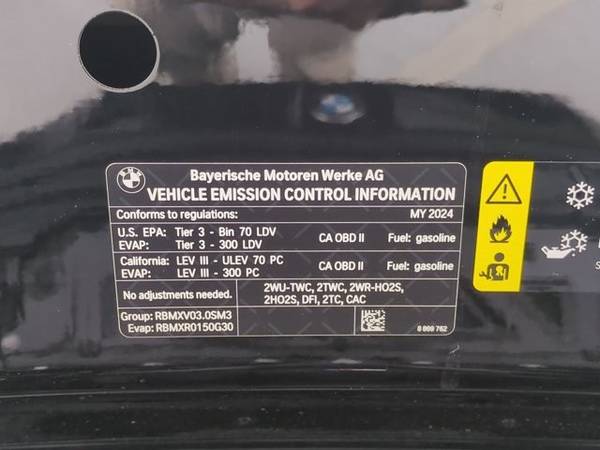 BMW
Bayerische Motoren Werke AG
VEHICLE EMISSION CONTROL INFORMATION
Conforms to regulations: MY 2024
U.S. EPA: Tier 3 - Bin 70 LDV
EVAP: Tier 3 - 300 LDV
CA OBD II Fuel: gasoline
California: LEV III - ULEV 70 PC
EVAP: LEV III - 300 PC
CA OBD II Fuel: gasoline
No adjustments needed.
2WU-TWC, 2TWC, 2WR-HO2S,
2HO2S, DFI, 2TC, CAC
Group: RBMXV03.0SM3
Evap: RBMXR0150G30